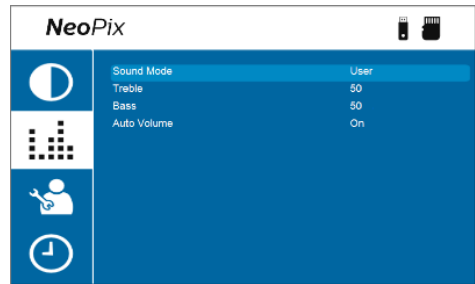 NeoPix
Sound Mode User
Treble 50
Bass 50
Auto Volume On